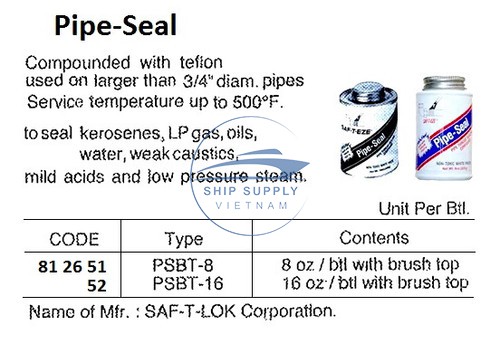 Pipe-Seal
Compounded with teflon
used on larger than 3/4" diam. pipes
Service temperature up to 500°F.
to seal kerosenes, LP gas, oils,
water, weak caustics,
mild acids and low pressure steam.
SHIP SUPPLY
VIETNAM
SAF-T-EZE
Pipe-Seal
Pipe-Seal
Unit Per Btl.
CODE Type Contents
81 26 51 PSBT-8 8 oz / btl with brush top
52 PSBT-16 16 oz / btl with brush top
Name of Mfr. : SAF-T-LOK Corporation.